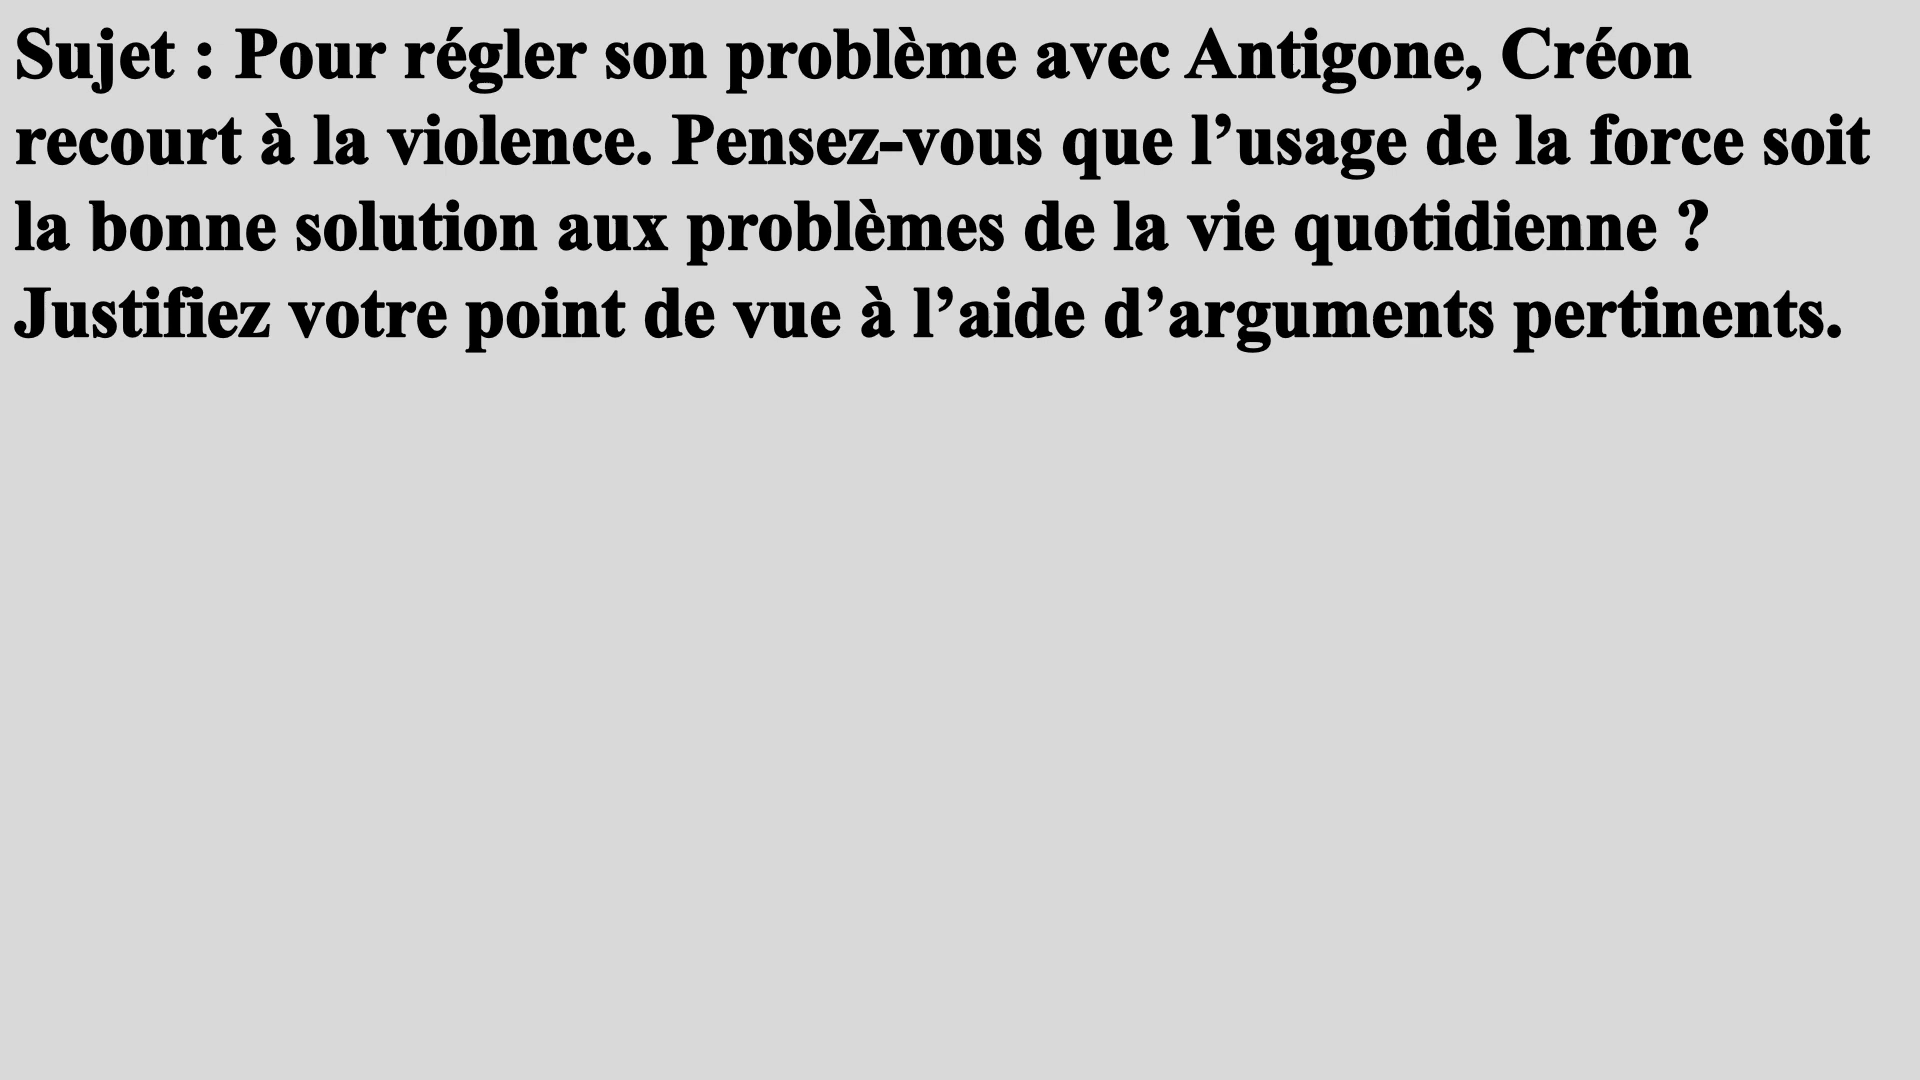 Sujet : Pour régler son problème avec Antigone, Créon
recourt à la violence. Pensez-vous que l’usage de la force soit
la bonne solution aux problèmes de la vie quotidienne ?
Justifiez votre point de vue à l’aide d’arguments pertinents.